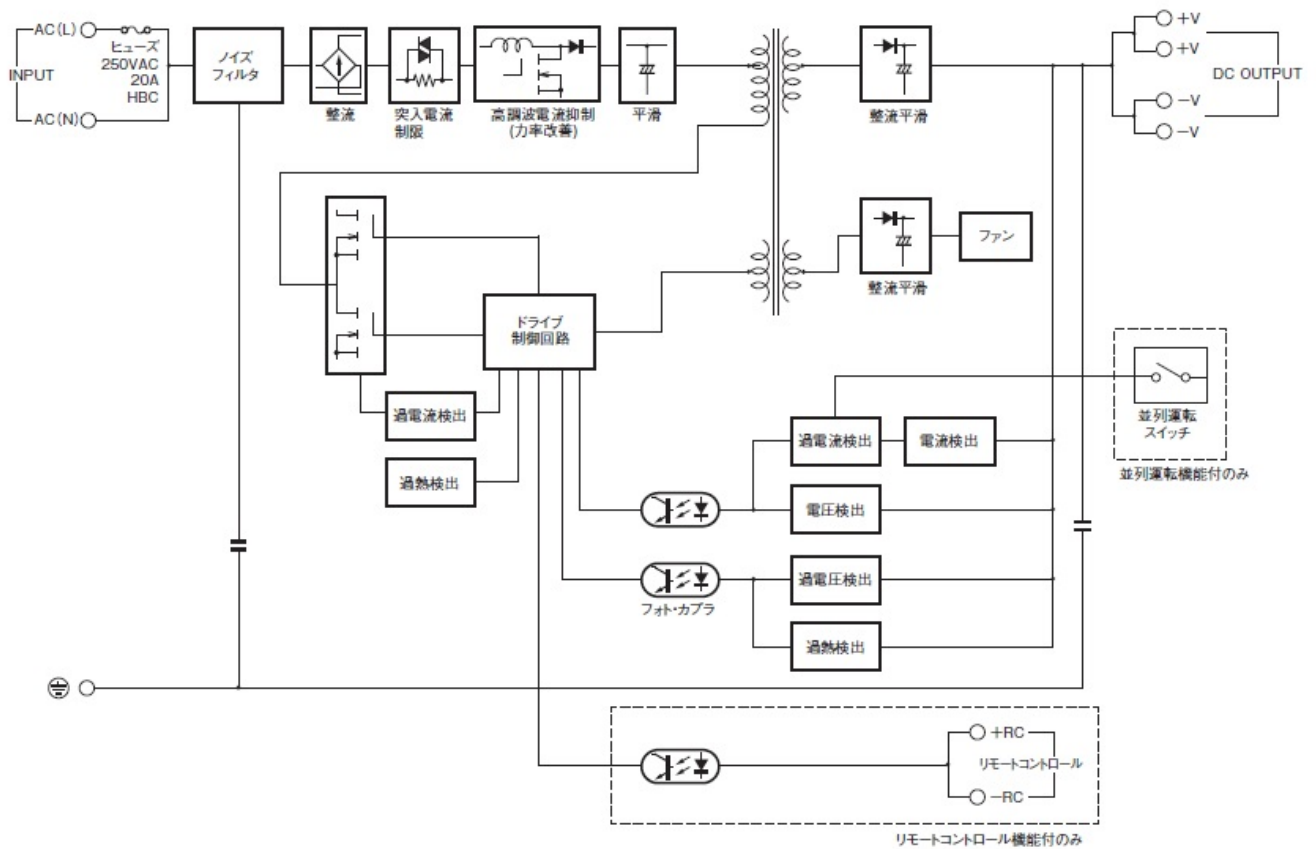 AC(L)
ヒューズ
250VAC
20A
HBC
INPUT
AC(N)
ノイズ
フィルタ
整流
突入電流
制限
高調波電流抑制
(力率改善)
平滑
整流平滑
+V
+V
DC OUTPUT
−V
−V
整流平滑
ファン
ドライブ
制御回路
過電流検出
過熱検出
過電流検出
電流検出
並列運転
スイッチ
並列運転機能付のみ
電圧検出
過電圧検出
フォト・カプラ
過熱検出
+RC
リモートコントロール
−RC
リモートコントロール機能付のみ